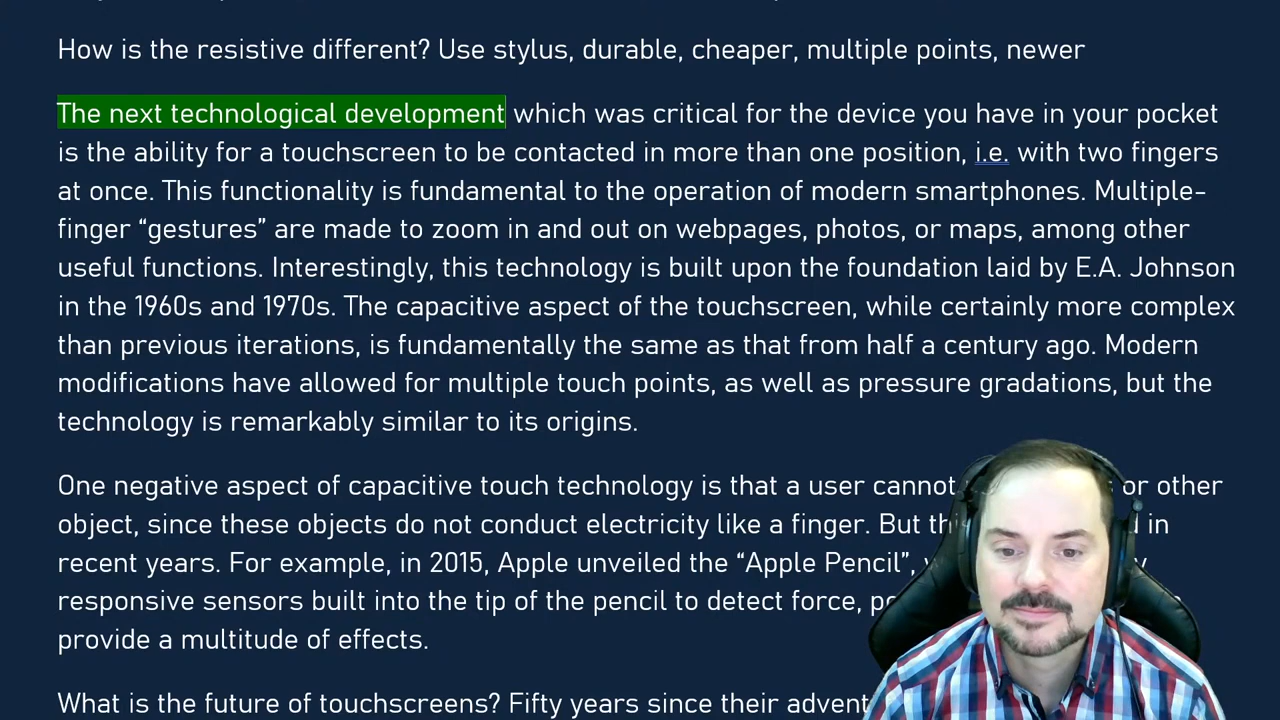 How is the resistive different? Use stylus, durable, cheaper, multiple points, newer
The next technological development which was critical for the device you have in your pocket
is the ability for a touchscreen to be contacted in more than one position, i.e. with two fingers
at once. This functionality is fundamental to the operation of modern smartphones. Multiple-
finger “gestures” are made to zoom in and out on webpages, photos, or maps, among other
useful functions. Interestingly, this technology is built upon the foundation laid by E.A. Johnson
in the 1960s and 1970s. The capacitive aspect of the touchscreen, while certainly more complex
than previous iterations, is fundamentally the same as that from half a century ago. Modern
modifications have allowed for multiple touch points, as well as pressure gradations, but the
technology is remarkably similar to its origins.
One negative aspect of capacitive touch technology is that a user cannot or other
object, since these objects do not conduct electricity like a finger. But in
recent years. For example, in 2015, Apple unveiled the “Apple Pencil”,
responsive sensors built into the tip of the pencil to detect force,
provide a multitude of effects.
What is the future of touchscreens? Fifty years since their advent